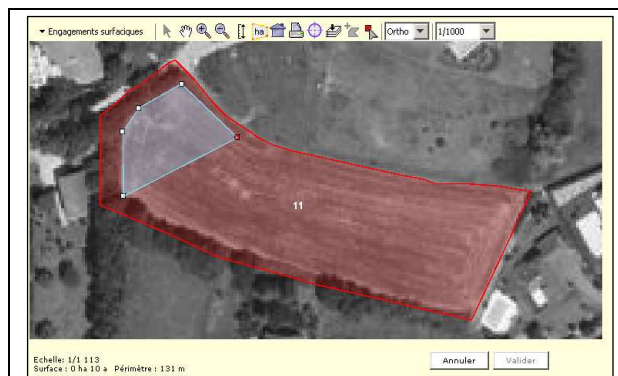 Engagements surfaciques ha Ortho 1/1000
11
Echelle: 1/1 113
Surface : 0 ha 10 a Périmètre : 131 m
Annuler Valider